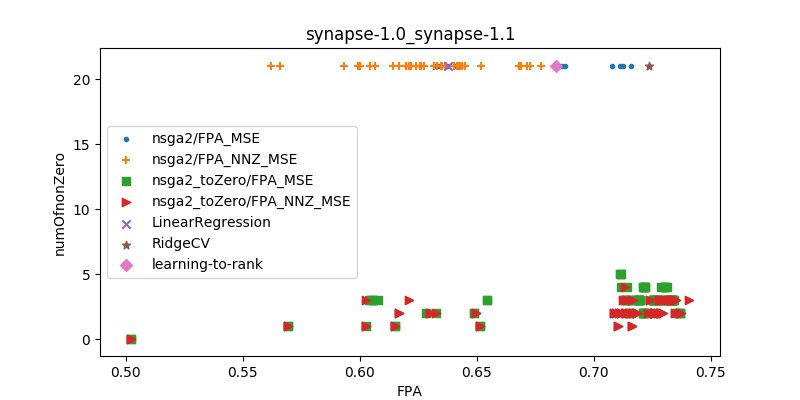 synapse-1.0_synapse-1.1
numOfnonZero
20
15
10
5
0
nsga2/FPA_MSE
nsga2/FPA_NNZ_MSE
nsga2_toZero/FPA_MSE
nsga2_toZero/FPA_NNZ_MSE
LinearRegression
RidgeCV
learning-to-rank
0.50 0.55 0.60 0.65 0.70 0.75
FPA